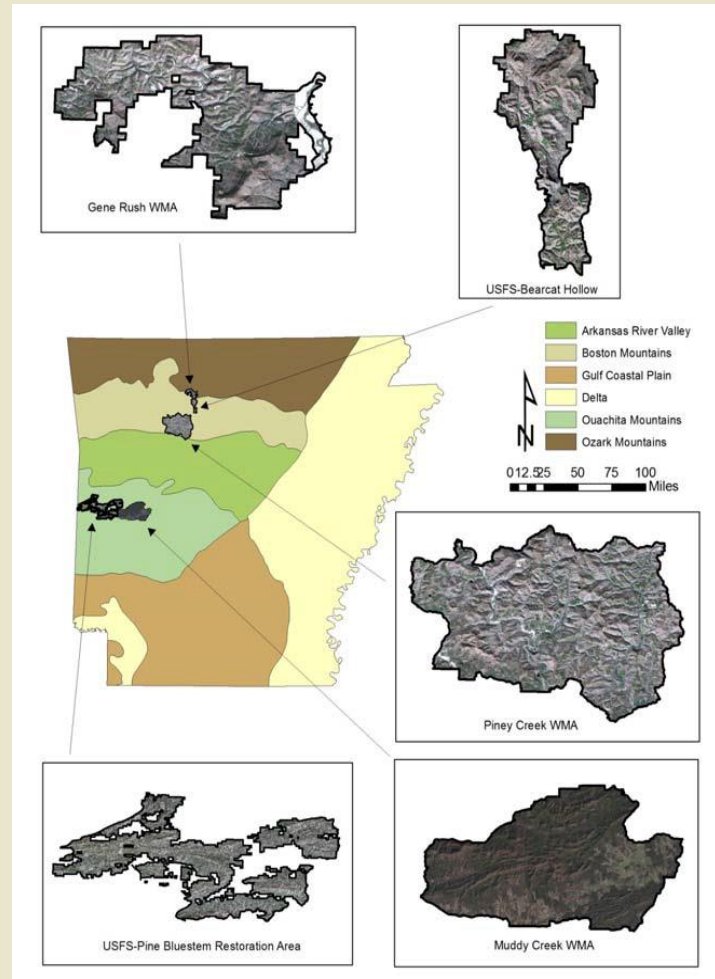 Gene Rush WMA
USFS-Bearcat Hollow
Arkansas River Valley
Boston Mountains
Gulf Coastal Plain
Delta
Ouachita Mountains
Ozark Mountains
N
0 12.5 25 50 75 100
Miles
Piney Creek WMA
USFS-Pine Bluestem Restoration Area
Muddy Creek WMA